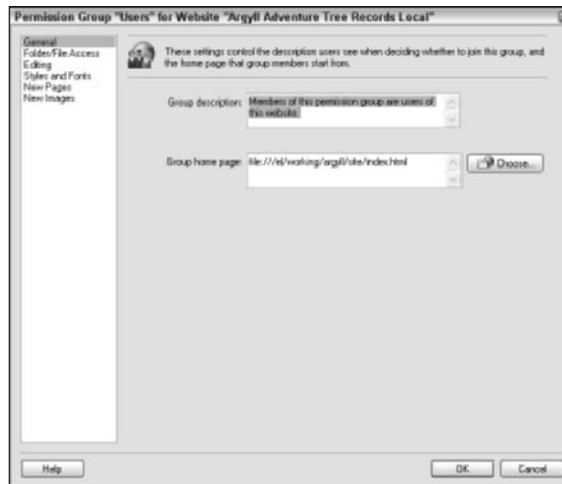 Permission Group "Users" for Website "Argyll Adventure Tree Records Local"
General
Folder/File Access
Editing
Styles and Fonts
New Pages
New Images
These settings control the description users see when deciding whether to join this group, and
the home page that group members start from.
Group description:
Members of this permission group are users of
this website.
Group home page:
file:///e|/working/argyll/site/index.html
Choose...
Help
OK
Cancel